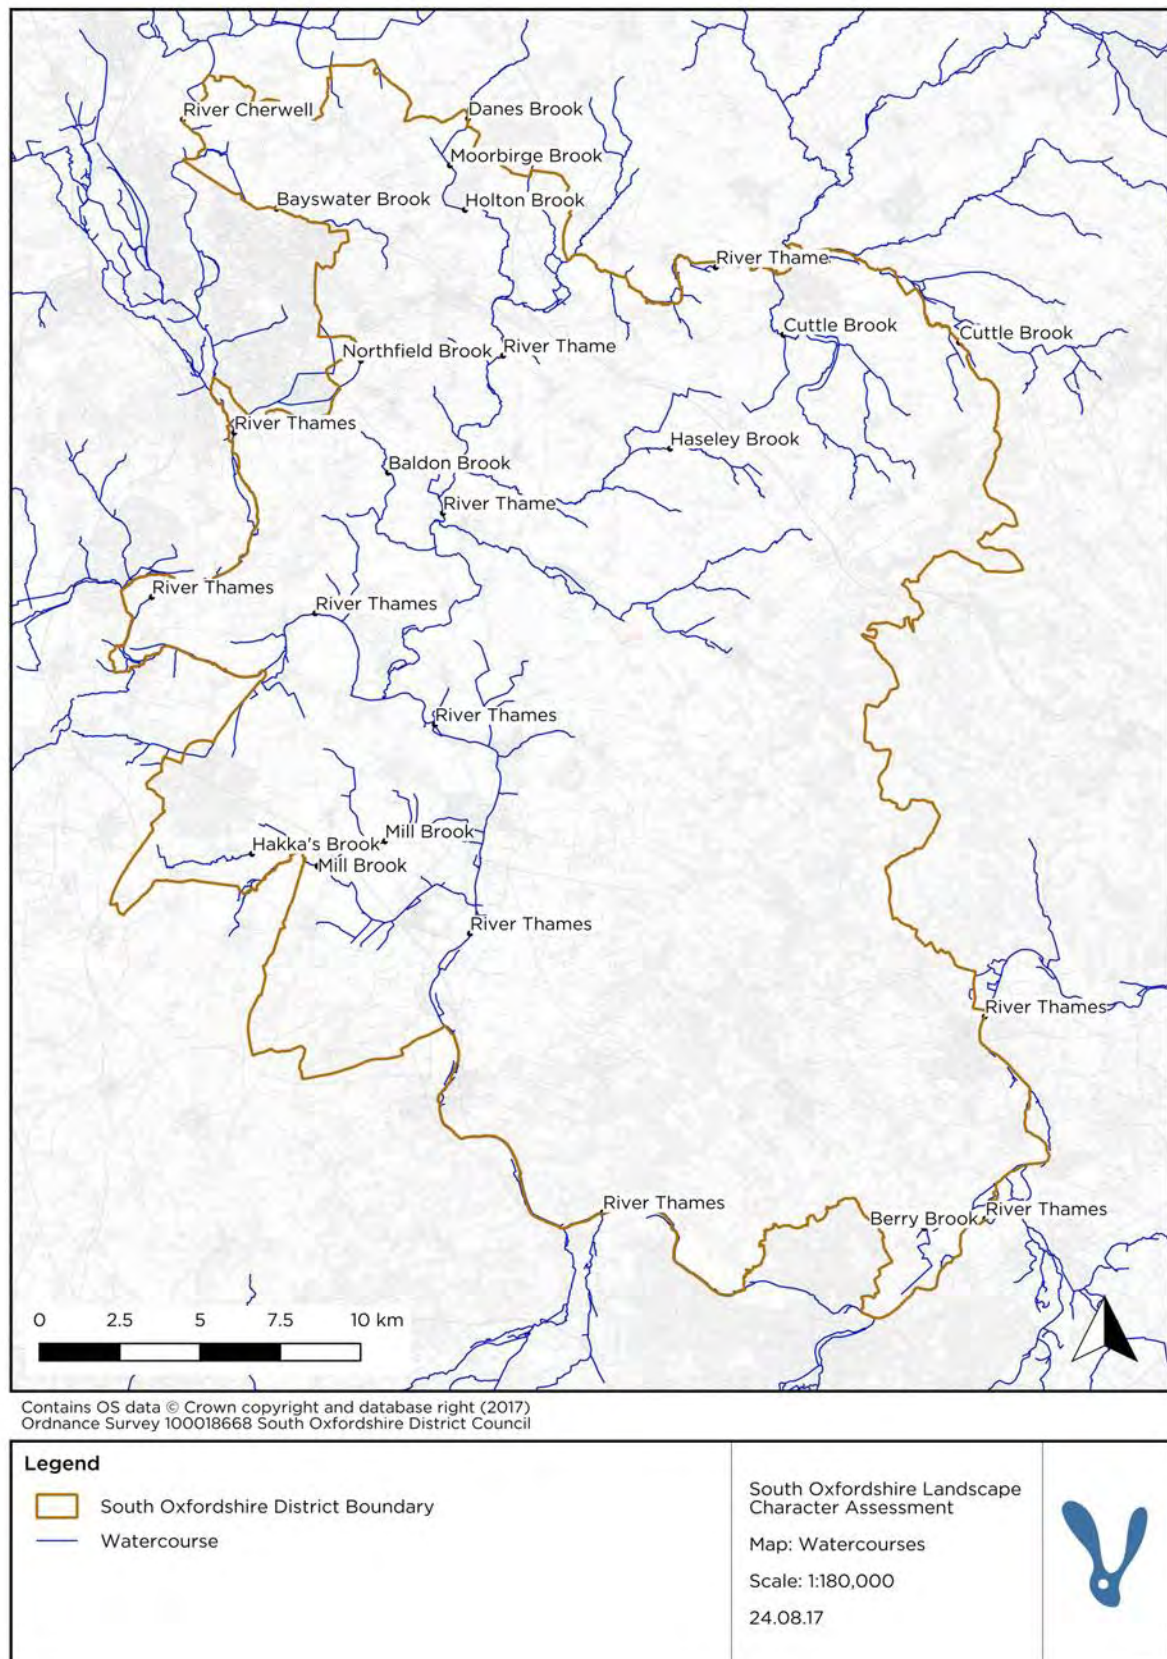 River Cherwell
Danes Brook
Moorbirge Brook
Bayswater Brook
Holton Brook
River Thame
Cuttle Brook
Cuttle Brook
Northfield Brook
River Thame
River Thames
Haseley Brook
Baldon Brook
River Thame
River Thames
River Thames
River Thames
Mill Brook
Hakka's Brook
Mill Brook
River Thames
River Thames
River Thames
Berry Brook
River Thames
0 2.5 5 7.5 10 km
Contains OS data © Crown copyright and database right (2017)
Ordnance Survey 100018668 South Oxfordshire District Council
Legend
South Oxfordshire District Boundary
Watercourse
South Oxfordshire Landscape
Character Assessment
Map: Watercourses
Scale: 1:180,000
24.08.17